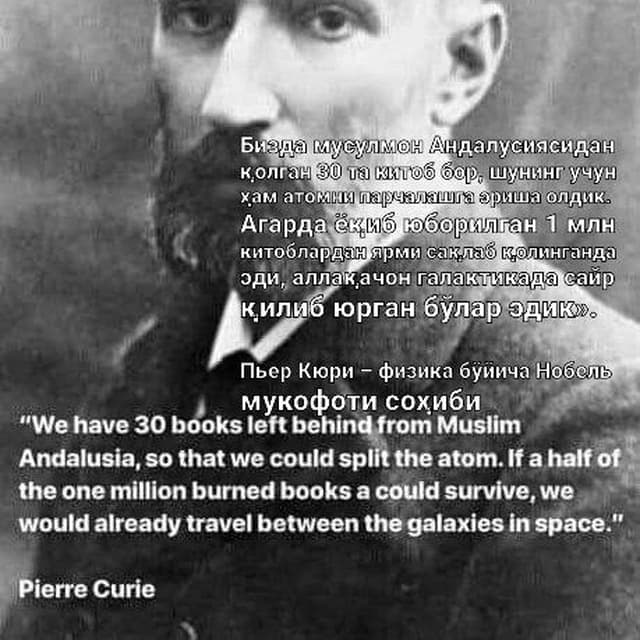 Бизда мусулмон Андалусиясидан
қолган 30 та китоб бор, шунинг учун
ҳам атомни парчалашга эриша олдик.
Агарда ёқиб юборилган 1 млн
китоблардан ярми сақлаб қолинганда
эди, аллақачон галактикада сайр
қилиб юрган бўлар эдик».
Пьер Кюри – физика бўйича Нобель
мукофоти соҳиби
“We have 30 books left behind from Muslim
Andalusia, so that we could split the atom. If a half of
the one million burned books a could survive, we
would already travel between the galaxies in space.”
Pierre Curie